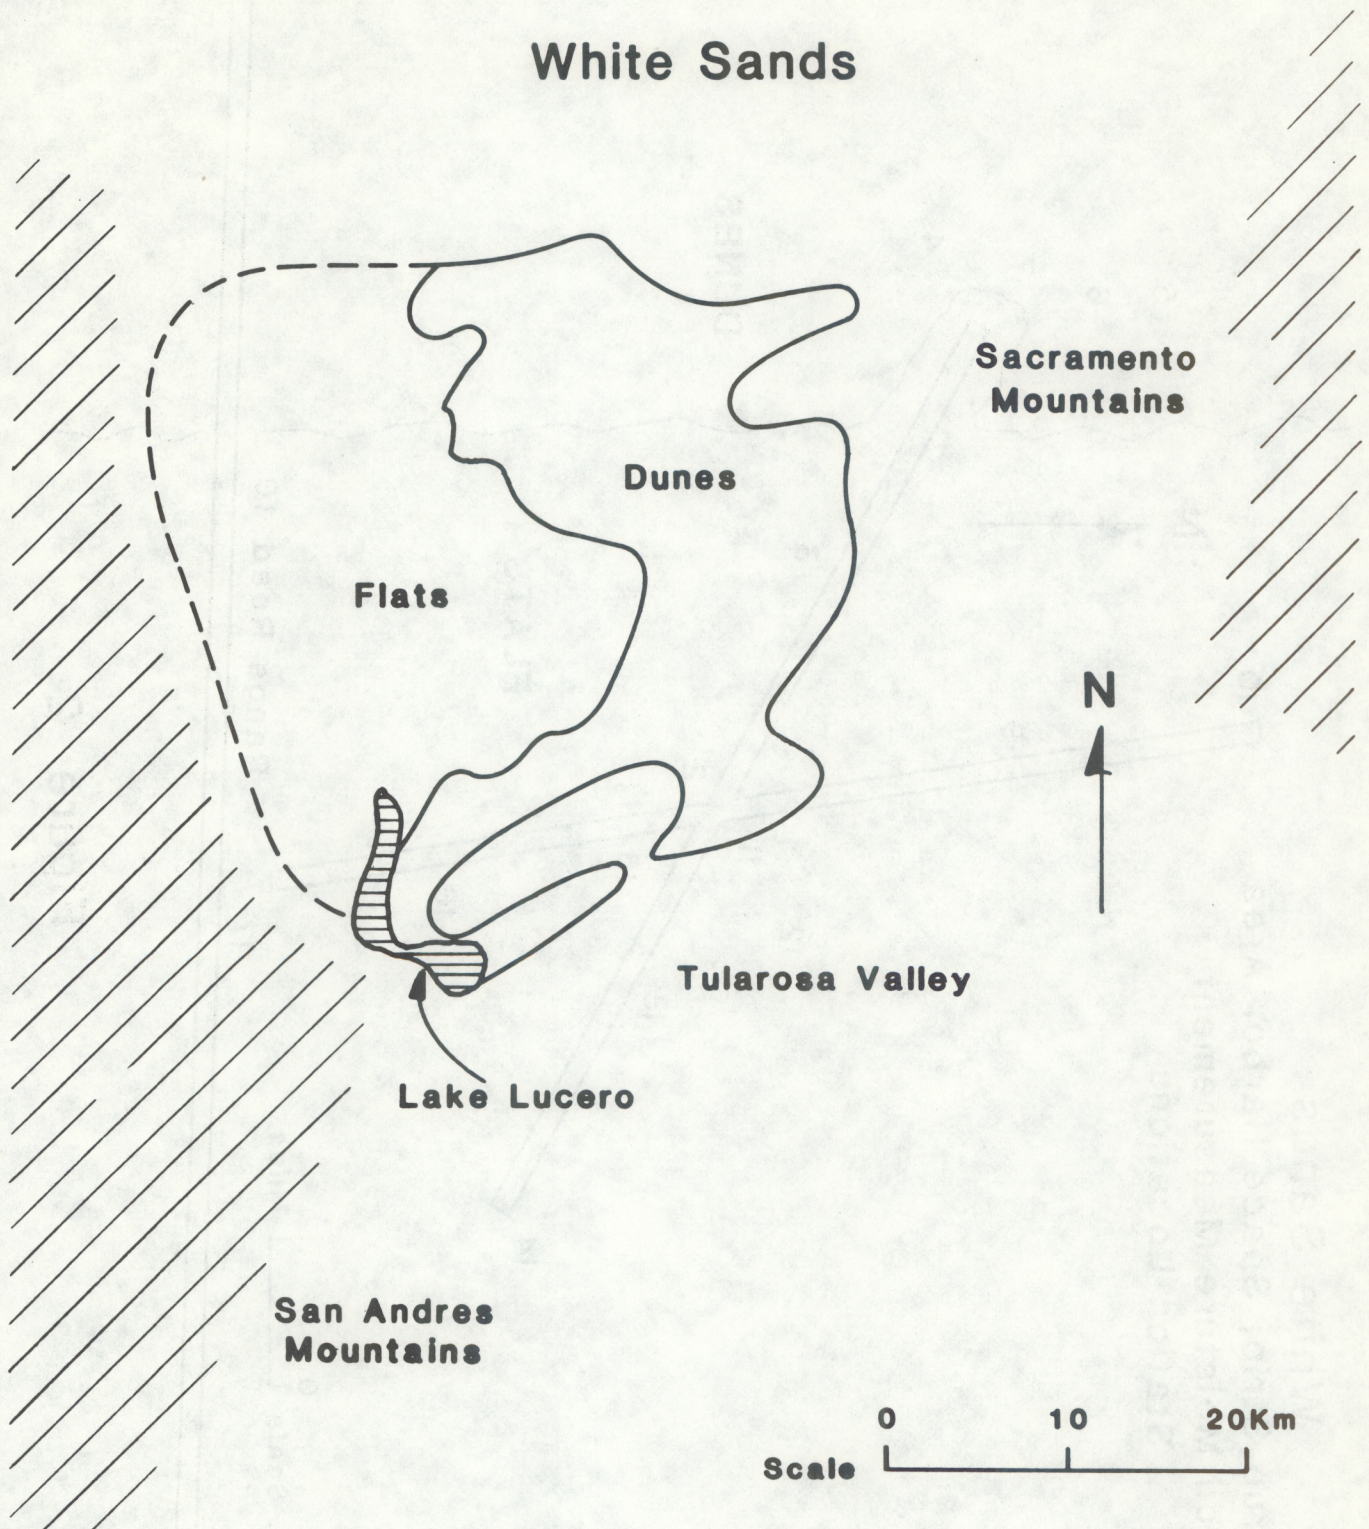 White Sands
Sacramento
Mountains
Dunes
Flats
N
Tularosa Valley
Lake Lucero
San Andres
Mountains
0 10 20Km
Scale